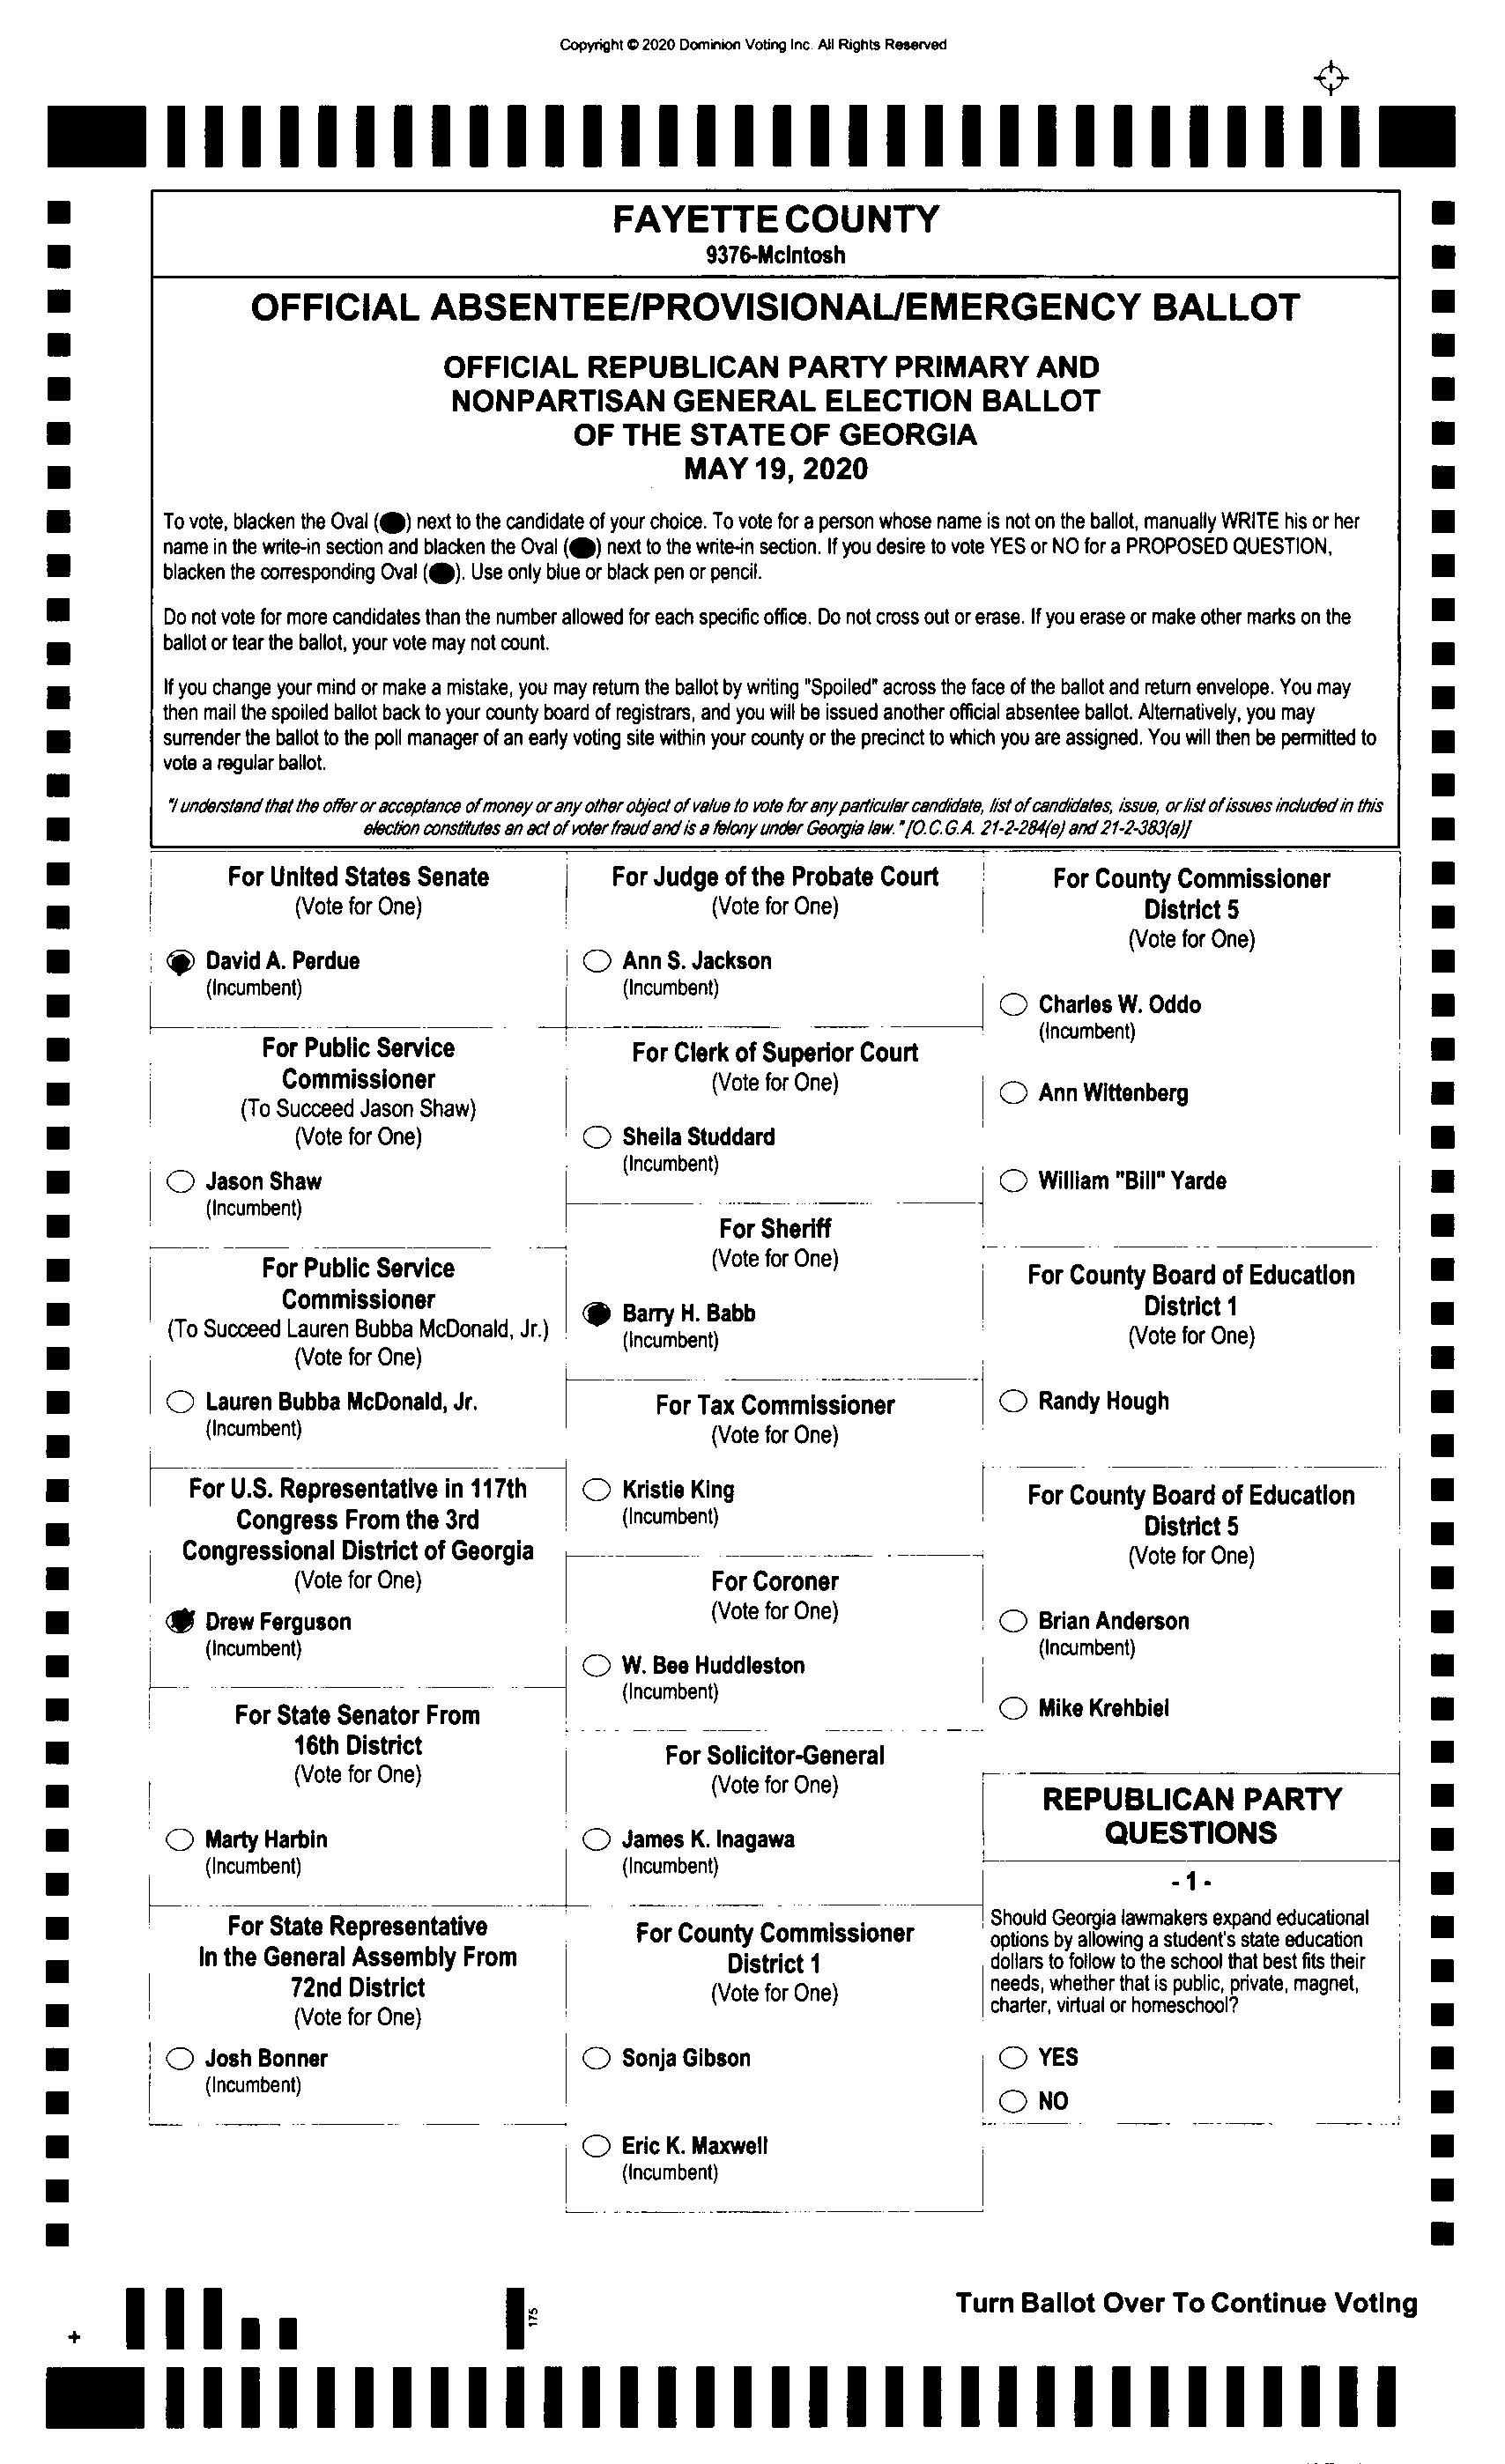 Copyright © 2020 Dominion Voting Inc. All Rights Reserved
FAYETTE COUNTY
9376-McIntosh
OFFICIAL ABSENTEE/PROVISIONAL/EMERGENCY BALLOT
OFFICIAL REPUBLICAN PARTY PRIMARY AND
NONPARTISAN GENERAL ELECTION BALLOT
OF THE STATE OF GEORGIA
MAY 19, 2020
To vote, blacken the Oval ( ) next to the candidate of your choice. To vote for a person whose name is not on the ballot, manually WRITE his or her
name in the write-in section and blacken the Oval ( ) next to the write-in section. If you desire to vote YES or NO for a PROPOSED QUESTION,
blacken the corresponding Oval ( ). Use only blue or black pen or pencil.
Do not vote for more candidates than the number allowed for each specific office. Do not cross out or erase. If you erase or make other marks on the
ballot or tear the ballot, your vote may not count.
If you change your mind or make a mistake, you may return the ballot by writing "Spoiled" across the face of the ballot and return envelope. You may
then mail the spoiled ballot back to your county board of registrars, and you will be issued another official absentee ballot. Alternatively, you may
surrender the ballot to the poll manager of an early voting site within your county or the precinct to which you are assigned. You will then be permitted to
vote a regular ballot.
"I understand that the offer or acceptance of money or any other object of value to vote for any particular candidate, list of candidates, issue, or list of issues included in this
election constitutes an act of voter fraud and is a felony under Georgia law." [O.C.G.A. 21-2-284(e) and 21-2-383(a)]
For United States Senate
(Vote for One)
David A. Perdue
(Incumbent)
For Public Service
Commissioner
(To Succeed Jason Shaw)
(Vote for One)
Jason Shaw
(Incumbent)
For Public Service
Commissioner
(To Succeed Lauren Bubba McDonald, Jr.)
(Vote for One)
Lauren Bubba McDonald, Jr.
(Incumbent)
For U.S. Representative in 117th
Congress From the 3rd
Congressional District of Georgia
(Vote for One)
Drew Ferguson
(Incumbent)
For State Senator From
16th District
(Vote for One)
Marty Harbin
(Incumbent)
For State Representative
In the General Assembly From
72nd District
(Vote for One)
Josh Bonner
(Incumbent)
For Judge of the Probate Court
(Vote for One)
Ann S. Jackson
(Incumbent)
For Clerk of Superior Court
(Vote for One)
Sheila Studdard
(Incumbent)
For Sheriff
(Vote for One)
Barry H. Babb
(Incumbent)
For Tax Commissioner
(Vote for One)
Kristie King
(Incumbent)
For Coroner
(Vote for One)
W. Bee Huddleston
(Incumbent)
For Solicitor-General
(Vote for One)
James K. Inagawa
(Incumbent)
For County Commissioner
District 1
(Vote for One)
Sonja Gibson
Eric K. Maxwell
(Incumbent)
For County Commissioner
District 5
(Vote for One)
Charles W. Oddo
(Incumbent)
Ann Wittenberg
William "Bill" Yarde
For County Board of Education
District 1
(Vote for One)
Randy Hough
For County Board of Education
District 5
(Vote for One)
Brian Anderson
(Incumbent)
Mike Krehbiel
REPUBLICAN PARTY
QUESTIONS
- 1 -
Should Georgia lawmakers expand educational
options by allowing a student's state education
dollars to follow to the school that best fits their
needs, whether that is public, private, magnet,
charter, virtual or homeschool?
YES
NO
175
Turn Ballot Over To Continue Voting